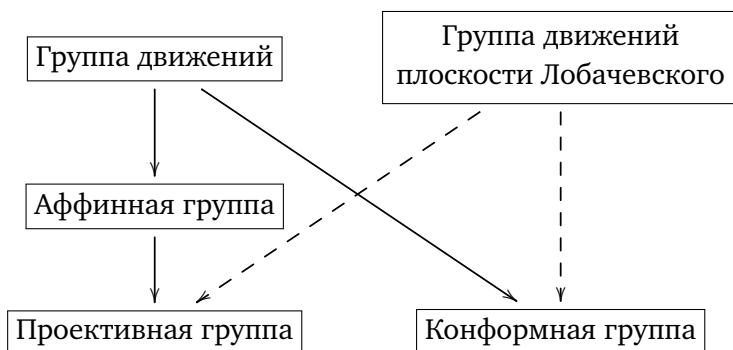 Группа движений
Группа движений
плоскости Лобачевского
Аффинная группа
Проективная группа
Конформная группа